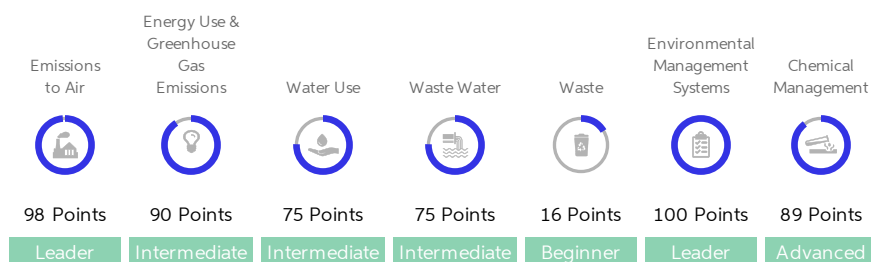 Emissions
to Air
Energy Use &
Greenhouse
Gas
Emissions
Water Use
Waste Water
Waste
Environmental
Management
Systems
Chemical
Management
98 Points
90 Points
75 Points
75 Points
16 Points
100 Points
89 Points
Leader
Intermediate
Intermediate
Intermediate
Beginner
Leader
Advanced